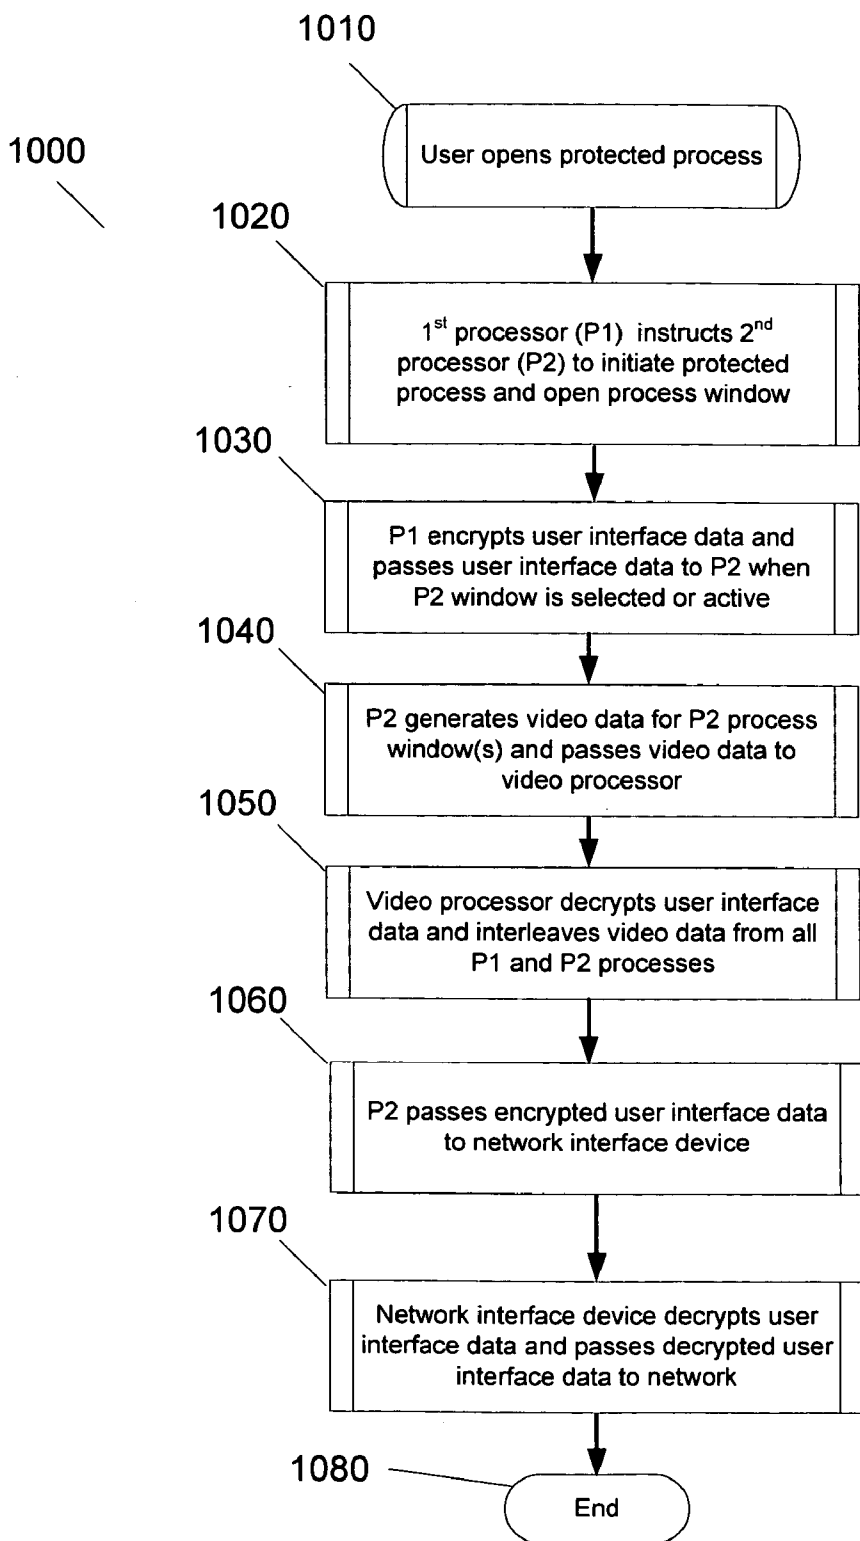 1010
User opens protected process
1000
1020
1st processor (P1) instructs 2nd
processor (P2) to initiate protected
process and open process window
1030
P1 encrypts user interface data and
passes user interface data to P2 when
P2 window is selected or active
1040
P2 generates video data for P2 process
window(s) and passes video data to
video processor
1050
Video processor decrypts user interface
data and interleaves video data from all
P1 and P2 processes
1060
P2 passes encrypted user interface data
to network interface device
1070
Network interface device decrypts user
interface data and passes decrypted user
interface data to network
1080
End